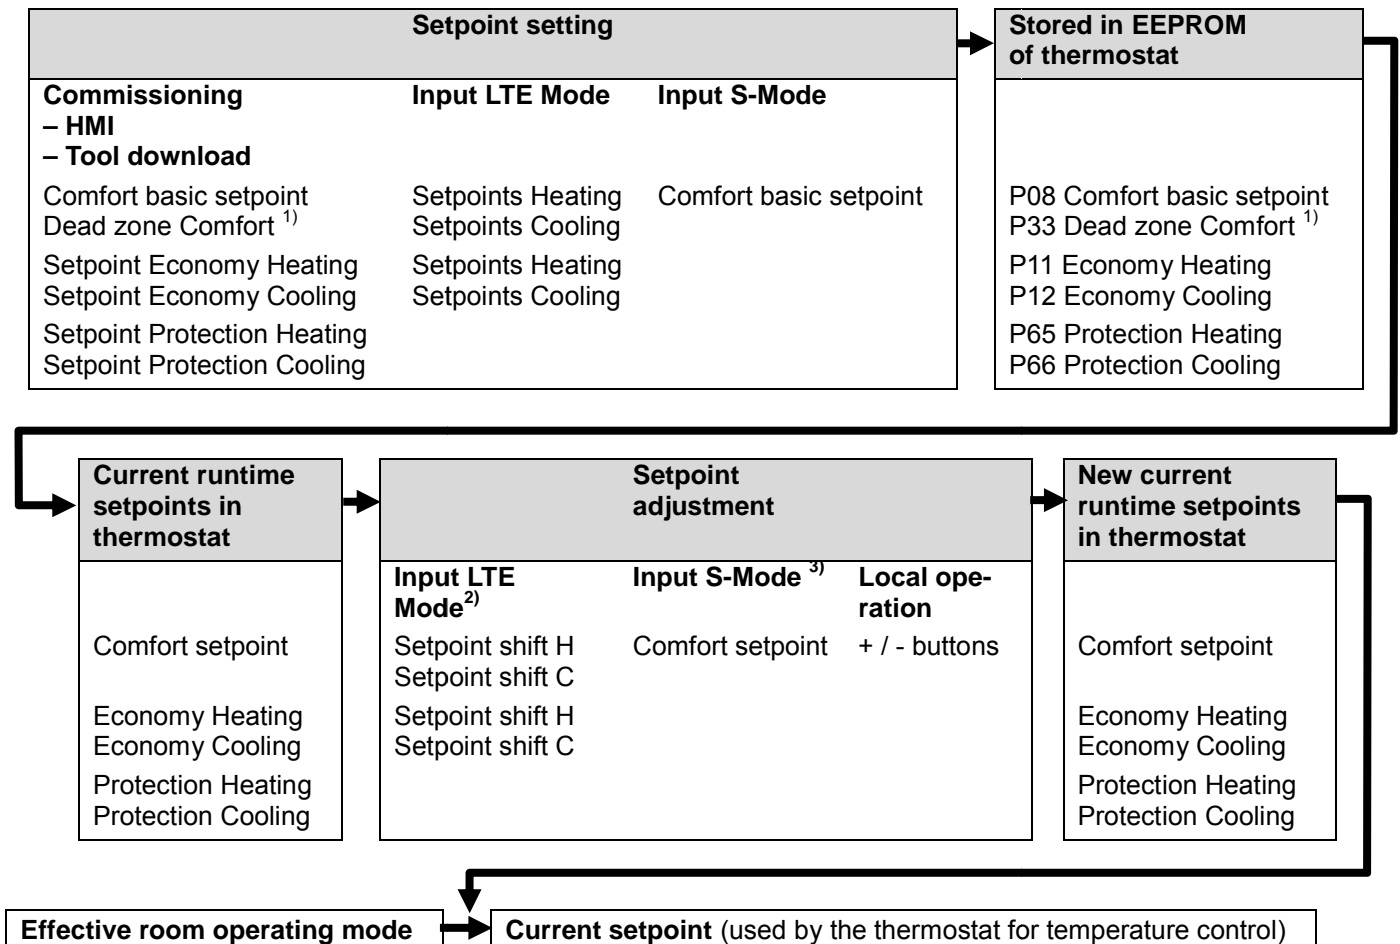 Setpoint setting
Stored in EEPROM
of thermostat
Commissioning
– HMI
– Tool download
Input LTE Mode
Input S-Mode
Comfort basic setpoint
Dead zone Comfort 1)
Setpoints Heating
Setpoints Cooling
Comfort basic setpoint
P08 Comfort basic setpoint
P33 Dead zone Comfort 1)
Setpoint Economy Heating
Setpoint Economy Cooling
Setpoints Heating
Setpoints Cooling
P11 Economy Heating
P12 Economy Cooling
Setpoint Protection Heating
Setpoint Protection Cooling
P65 Protection Heating
P66 Protection Cooling
Current runtime
setpoints in
thermostat
Setpoint
adjustment
New current
runtime setpoints
in thermostat
Input LTE
Mode2)
Input S-Mode 3)
Local ope-
ration
Comfort setpoint
Setpoint shift H
Setpoint shift C
Comfort setpoint
+ / - buttons
Comfort setpoint
Economy Heating
Economy Cooling
Setpoint shift H
Setpoint shift C
Economy Heating
Economy Cooling
Protection Heating
Protection Cooling
Protection Heating
Protection Cooling
Effective room operating mode
Current setpoint (used by the thermostat for temperature control)